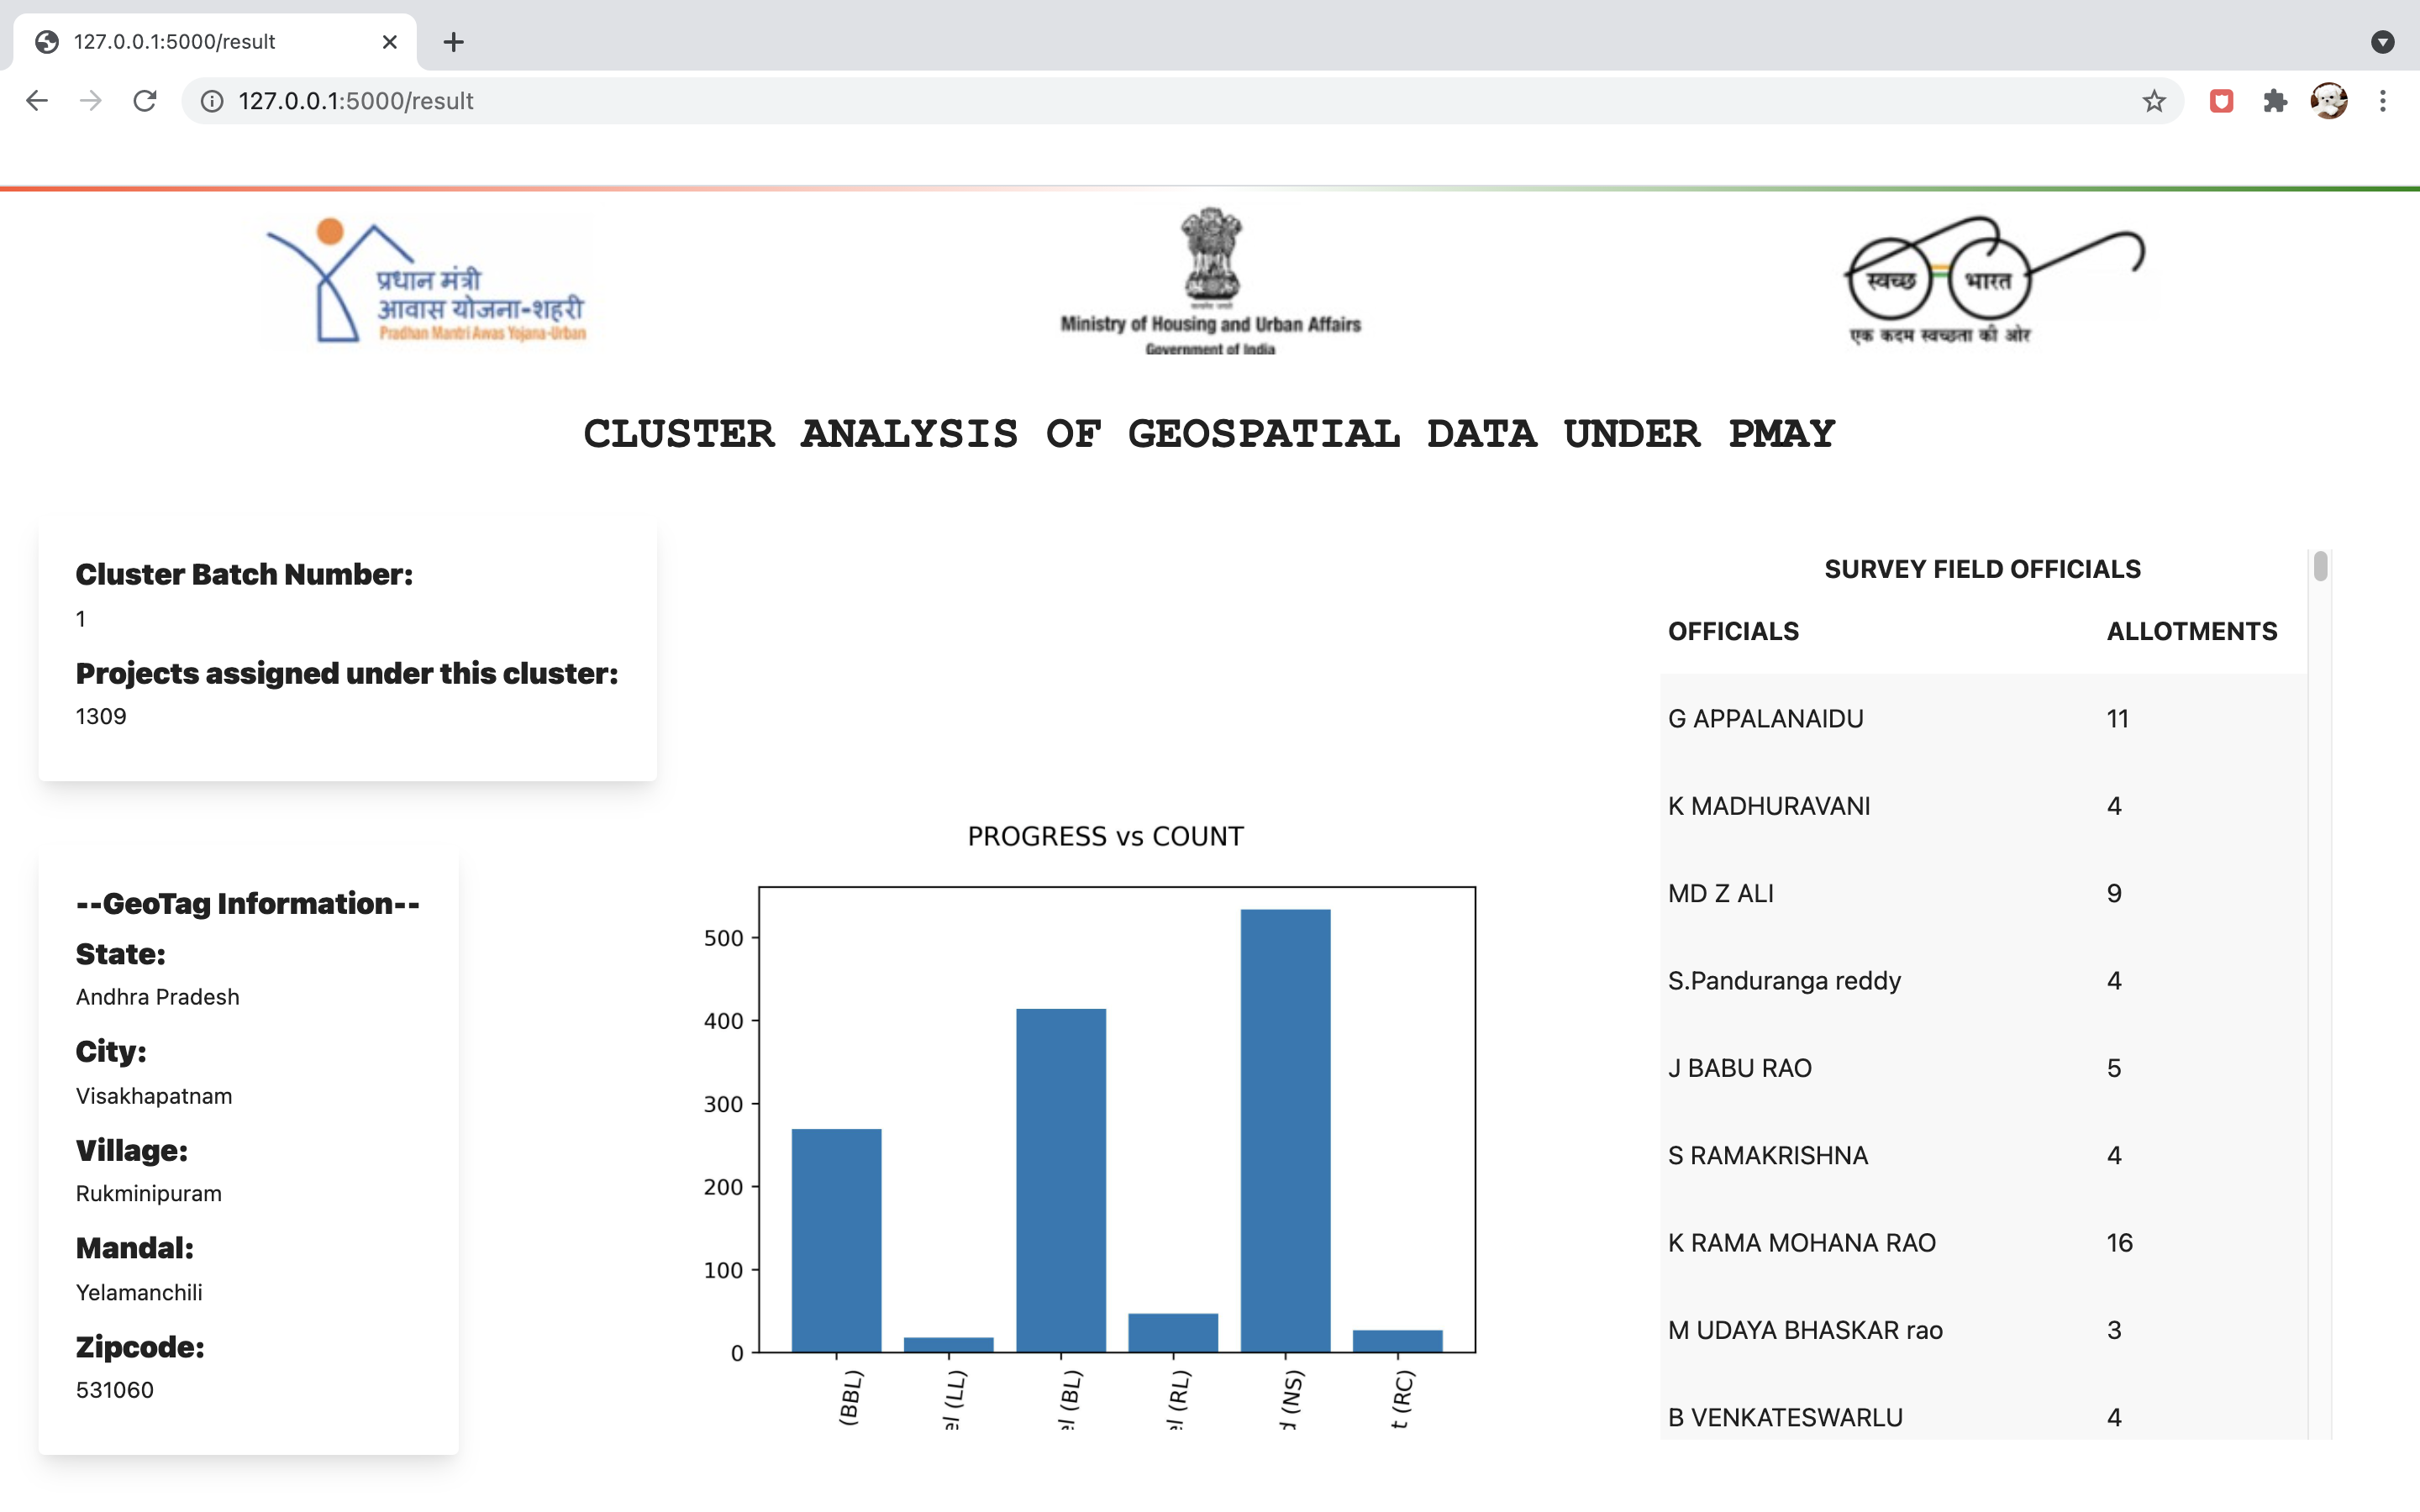 127.0.0.1:5000/result
127.0.0.1:5000/result
प्रधान मंत्री
आवास योजना-शहरी
Pradhan Mantri Awas Yojana-Urban
Ministry of Housing and Urban Affairs
Government of India
स्वच्छ भारत
एक कदम स्वच्छता की ओर
CLUSTER ANALYSIS OF GEOSPATIAL DATA UNDER PMAY
Cluster Batch Number:
1
Projects assigned under this cluster:
1309
--GeoTag Information--
State:
Andhra Pradesh
City:
Visakhapatnam
Village:
Rukminipuram
Mandal:
Yelamanchili
Zipcode:
531060
PROGRESS vs COUNT
500
400
300
200
100
0
(BBL)
el (LL)
el (BL)
el (RL)
d (NS)
t (RC)
SURVEY FIELD OFFICIALS
OFFICIALS ALLOTMENTS
G APPALANAIDU 11
K MADHURAVANI 4
MD Z ALI 9
S.Panduranga reddy 4
J BABU RAO 5
S RAMAKRISHNA 4
K RAMA MOHANA RAO 16
M UDAYA BHASKAR rao 3
B VENKATESWARLU 4